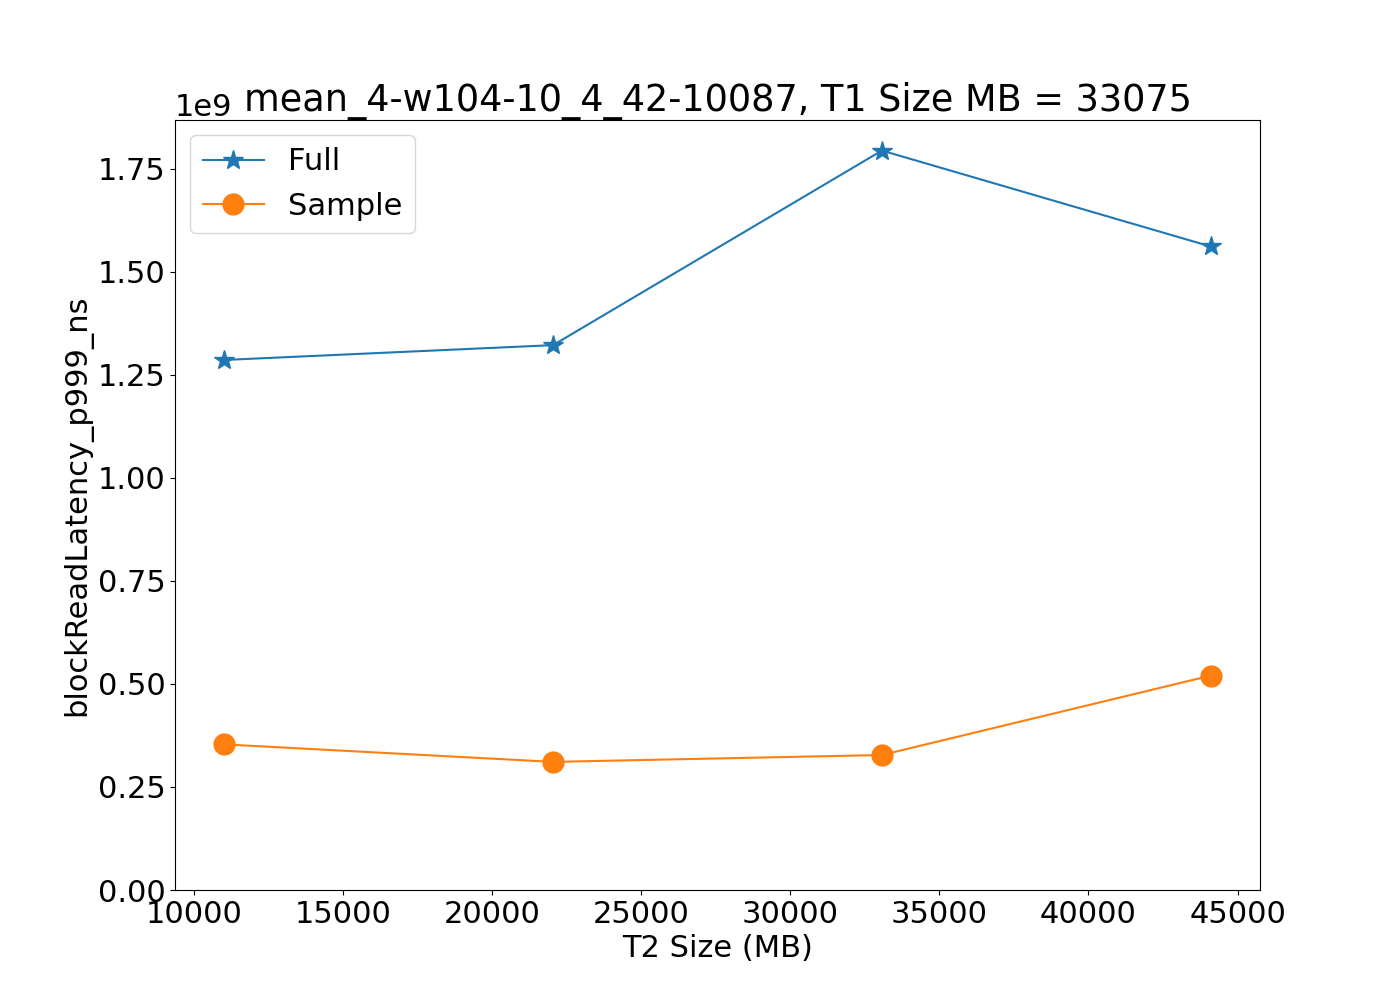 1e9
mean_4-w104-10_4_42-10087, T1 Size MB = 33075
Full
Sample
blockReadLatency_p999_ns
1.75
1.50
1.25
1.00
0.75
0.50
0.25
0.00
10000 15000 20000 25000 30000 35000 40000 45000
T2 Size (MB)